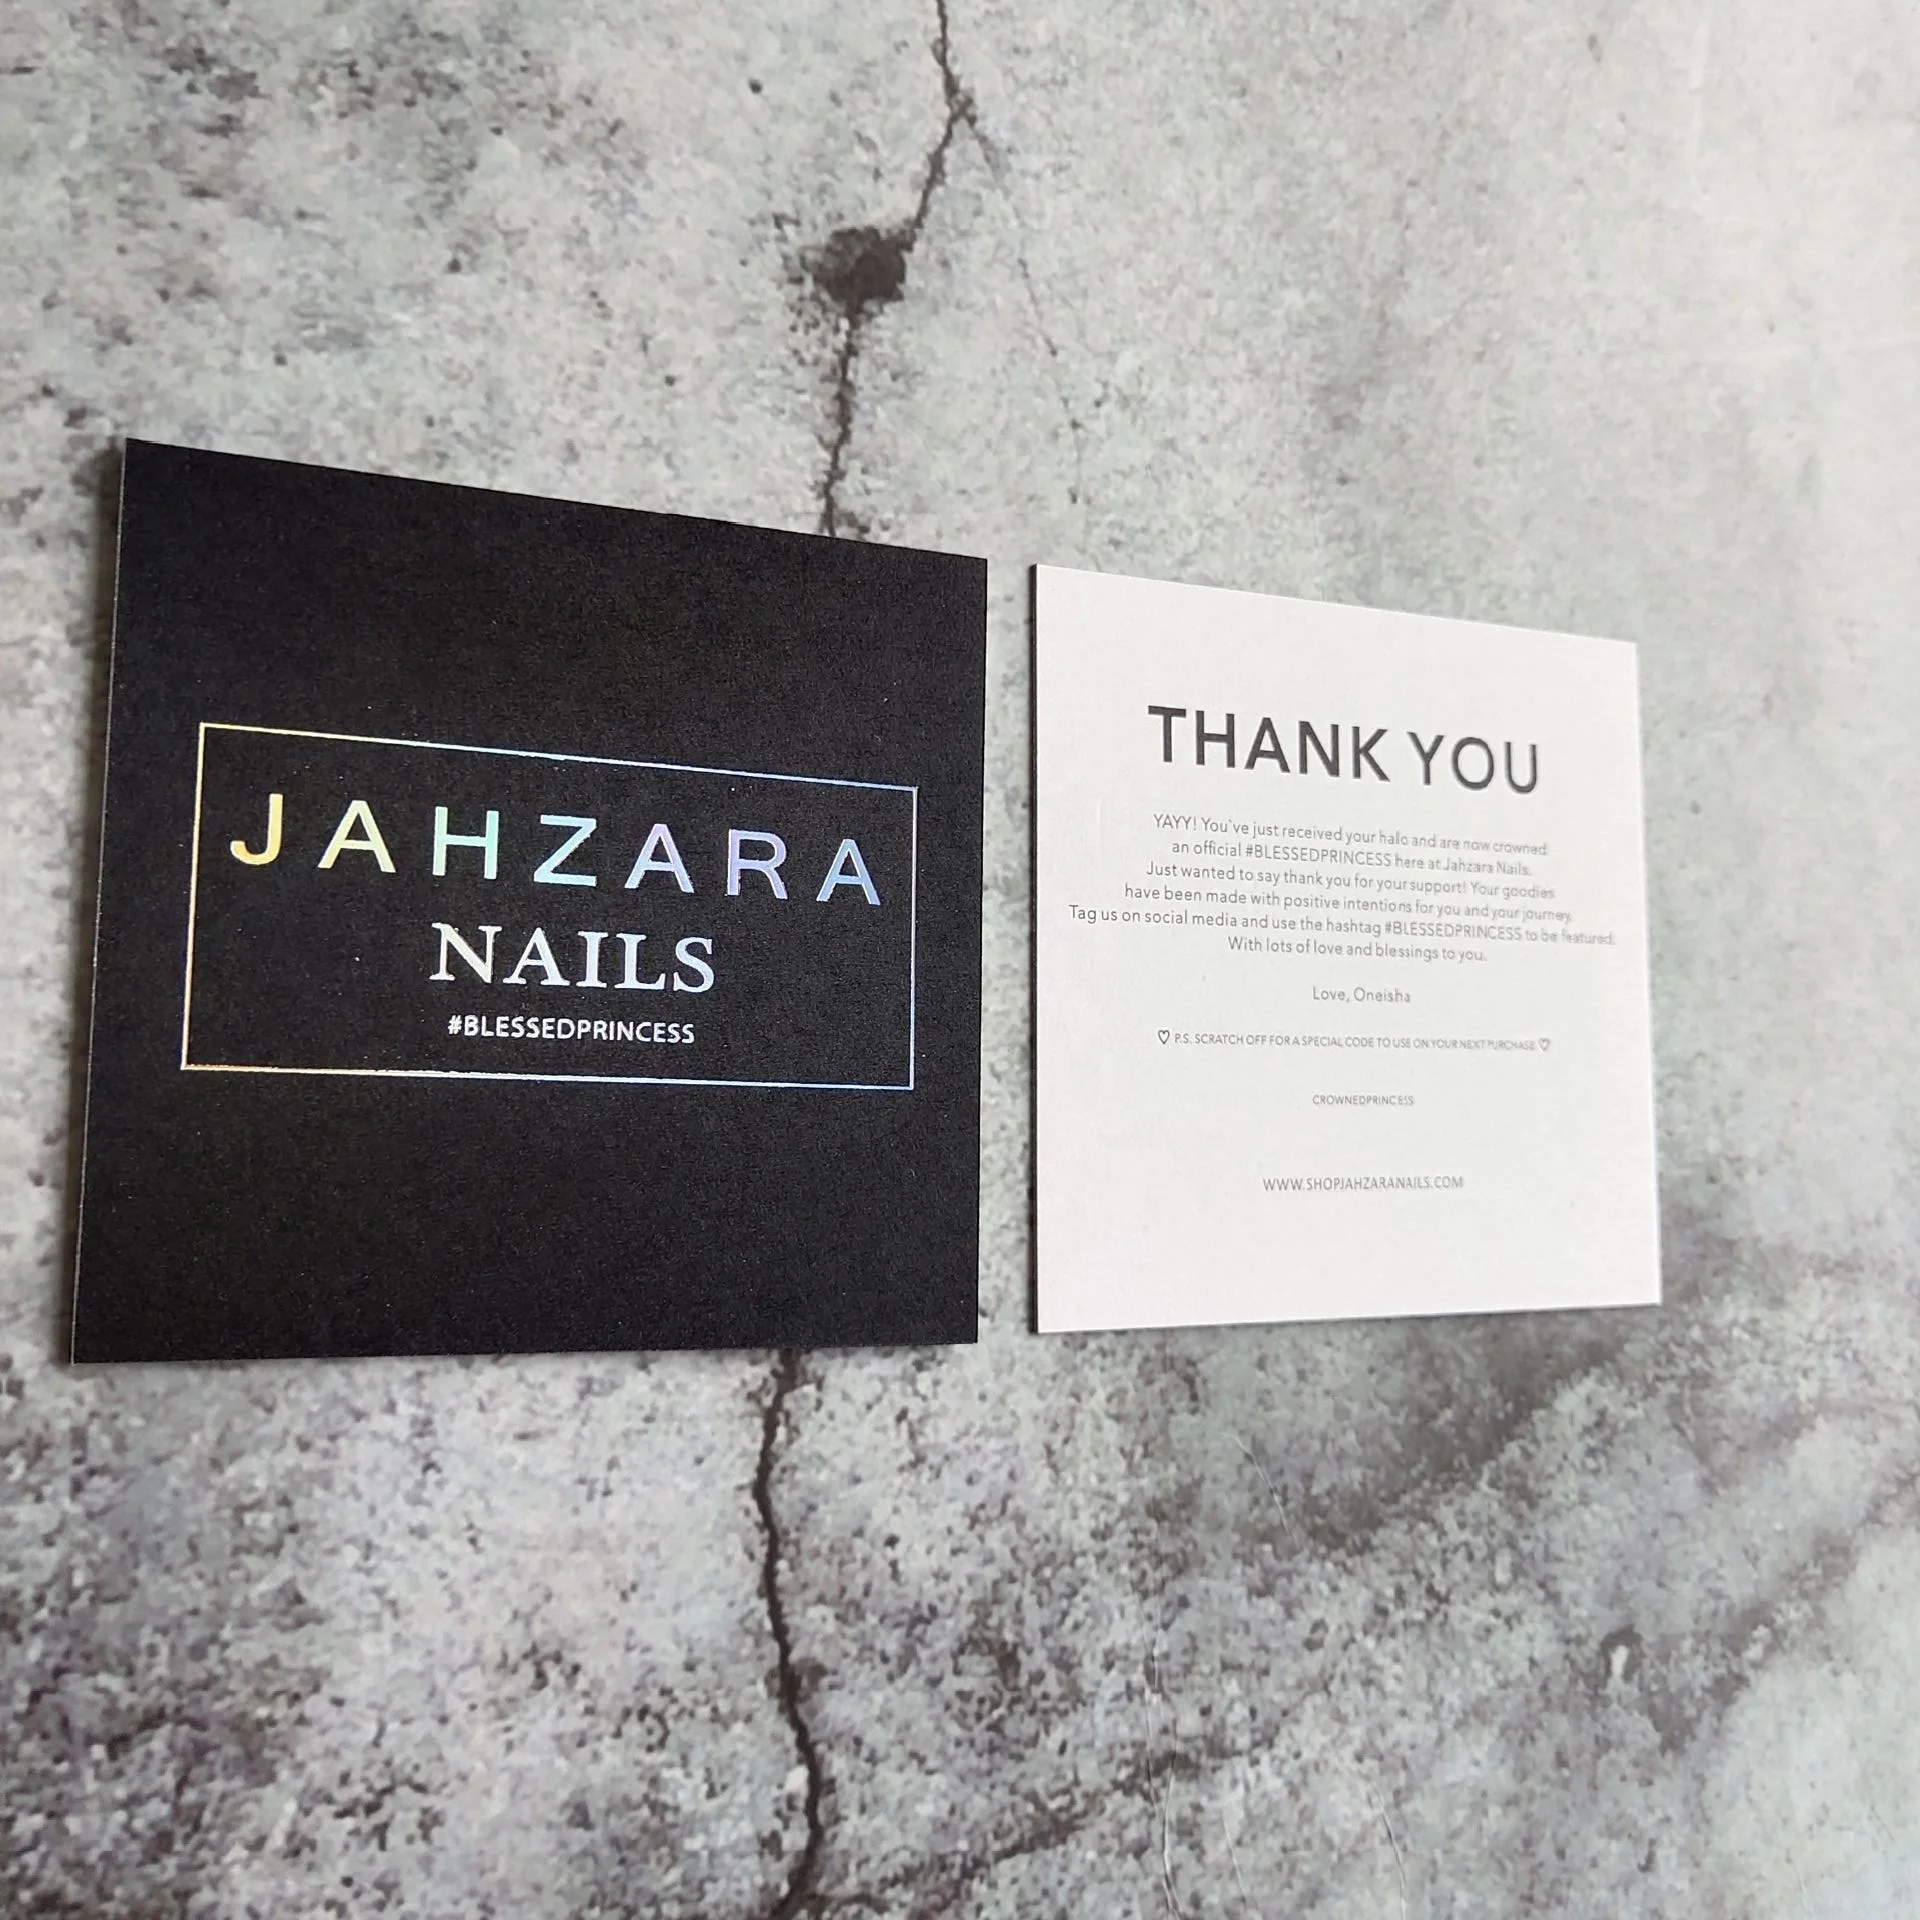 JAHZARA
NAILS
#BLESSEDPRINCESS
THANK YOU
YAYY! You`ve just received your hallo and are now crowned
an official #BLESSEDPRINCESS here at Jahzara Nails.
Just wanted to say thank you for your support! Your goodies
have been made with positive intentions for you and your journey.
Tag us on social media and use the hashtag #BLESSEDPRINCESS to be featured.
With lots of love and blessings to you.
Love, Oneisha
♡ P.S. SCRATCH OFF FOR A SPECIAL CODE TO USE ON YOUR NEXT PURCHASE ♡
CROWNEDPRINCESS
WWW.SHOPJAHZARANAILS.COM